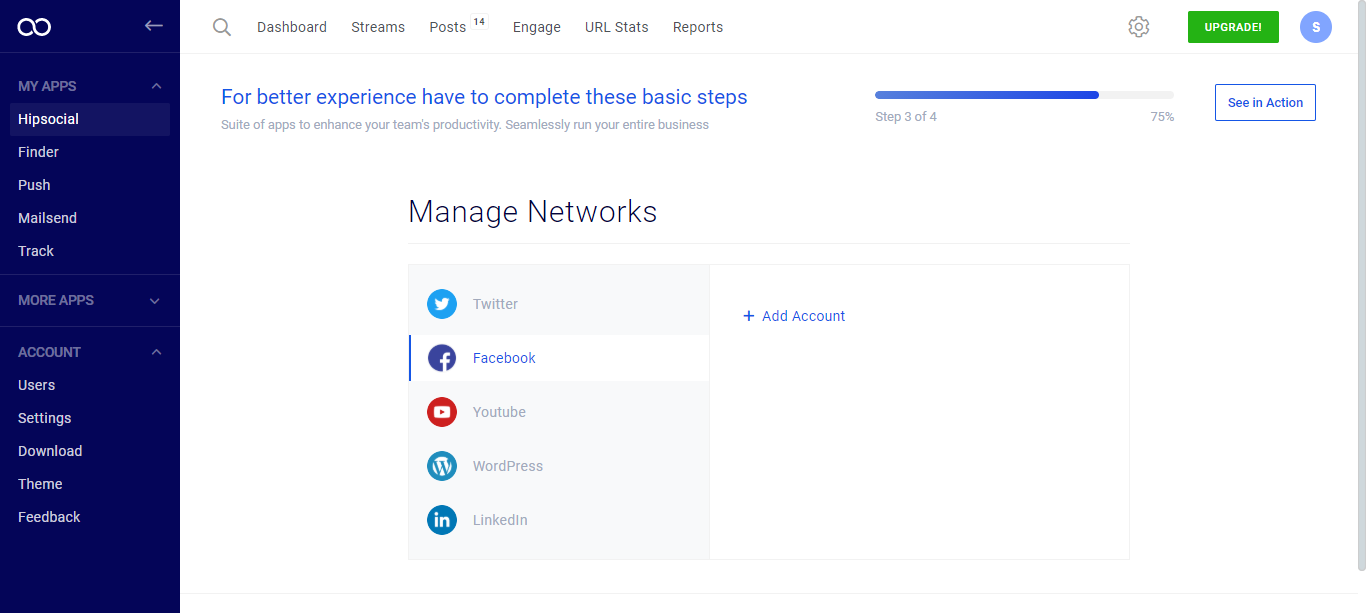 Dashboard Streams Posts 14 Engage URL Stats Reports UPGRADE! S
MY APPS
Hipsocial
Finder
Push
Mailsend
Track
MORE APPS
ACCOUNT
Users
Settings
Download
Theme
Feedback
For better experience have to complete these basic steps
Suite of apps to enhance your team's productivity. Seamlessly run your entire business
Step 3 of 4 75%
See in Action
Manage Networks
Twitter
Facebook
Youtube
WordPress
LinkedIn
+ Add Account